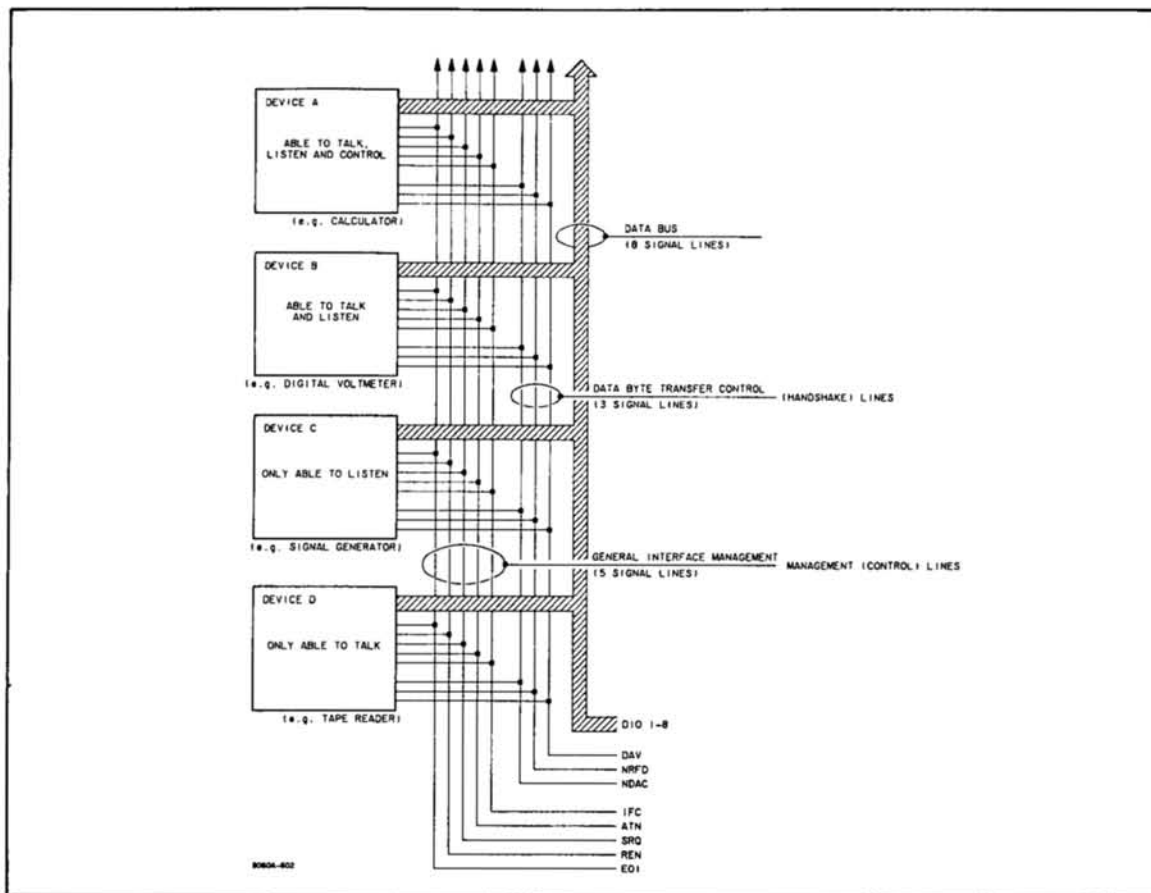 DEVICE A
ABLE TO TALK,
LISTEN AND CONTROL
(e.g. CALCULATOR)
DATA BUS
(8 SIGNAL LINES)
DEVICE B
ABLE TO TALK
AND LISTEN
(e.g. DIGITAL VOLTMETER)
DATA BYTE TRANSFER CONTROL
(3 SIGNAL LINES)
(HANDSHAKE) LINES
DEVICE C
ONLY ABLE TO LISTEN
(e.g. SIGNAL GENERATOR)
GENERAL INTERFACE MANAGEMENT
(5 SIGNAL LINES)
MANAGEMENT (CONTROL) LINES
DEVICE D
ONLY ABLE TO TALK
(e.g. TAPE READER)
DIO 1-8
DAV
NRFD
NDAC
IFC
ATN
SRQ
REN
EOI